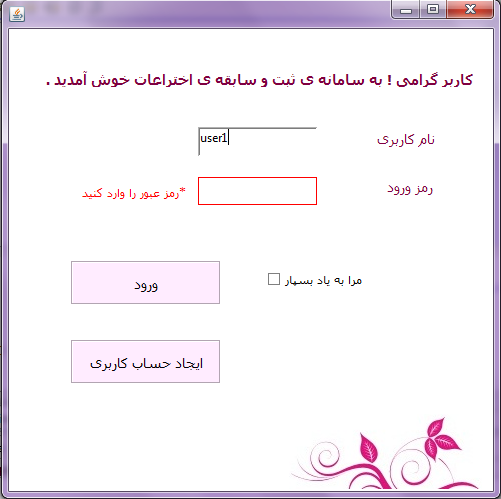 کاربر گرامی ! به سامانه ی ثبت و سابقه ی اختراعات خوش آمدید .
نام کاربری
user1
رمز ورود
*رمز عبور را وارد کنید
مرا به یاد بسپار
ورود
ایجاد حساب کاربری